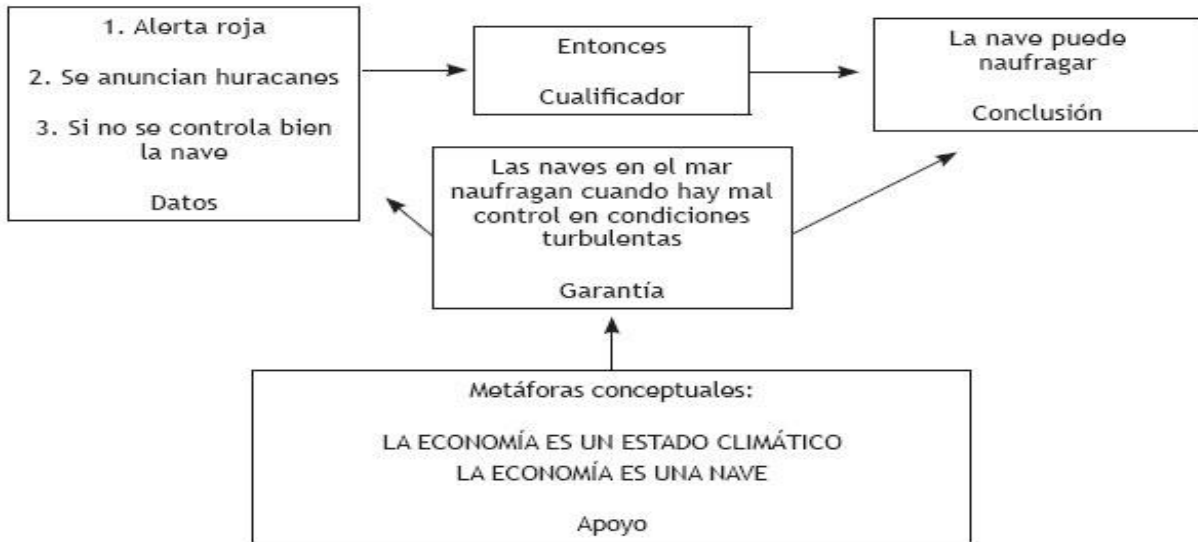 1. Alerta roja
2. Se anuncian huracanes
3. Si no se controla bien
la nave
Datos
Entonces
Cualificador
La nave puede
naufragar
Conclusión
Las naves en el mar
naufragan cuando hay mal
control en condiciones
turbulentas
Garantía
Metáforas conceptuales:
LA ECONOMÍA ES UN ESTADO CLIMÁTICO
LA ECONOMÍA ES UNA NAVE
Apoyo